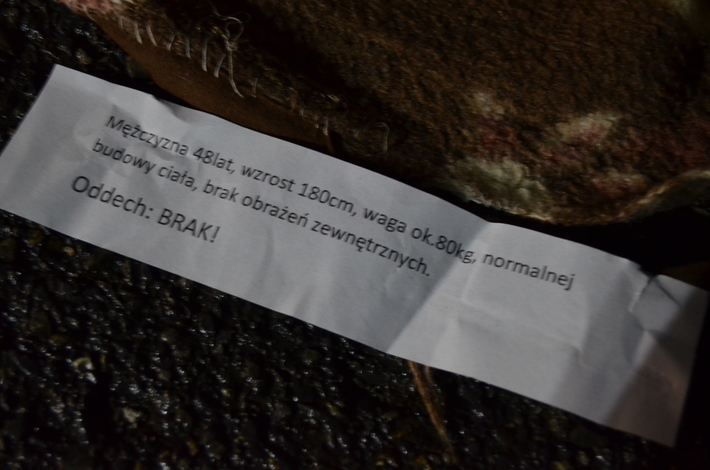 Mężczyzna 48lat, wzrost 180cm, waga ok.80kg, normalnej
budowy ciała, brak obrażeń zewnętrznych.
Oddech: BRAK!